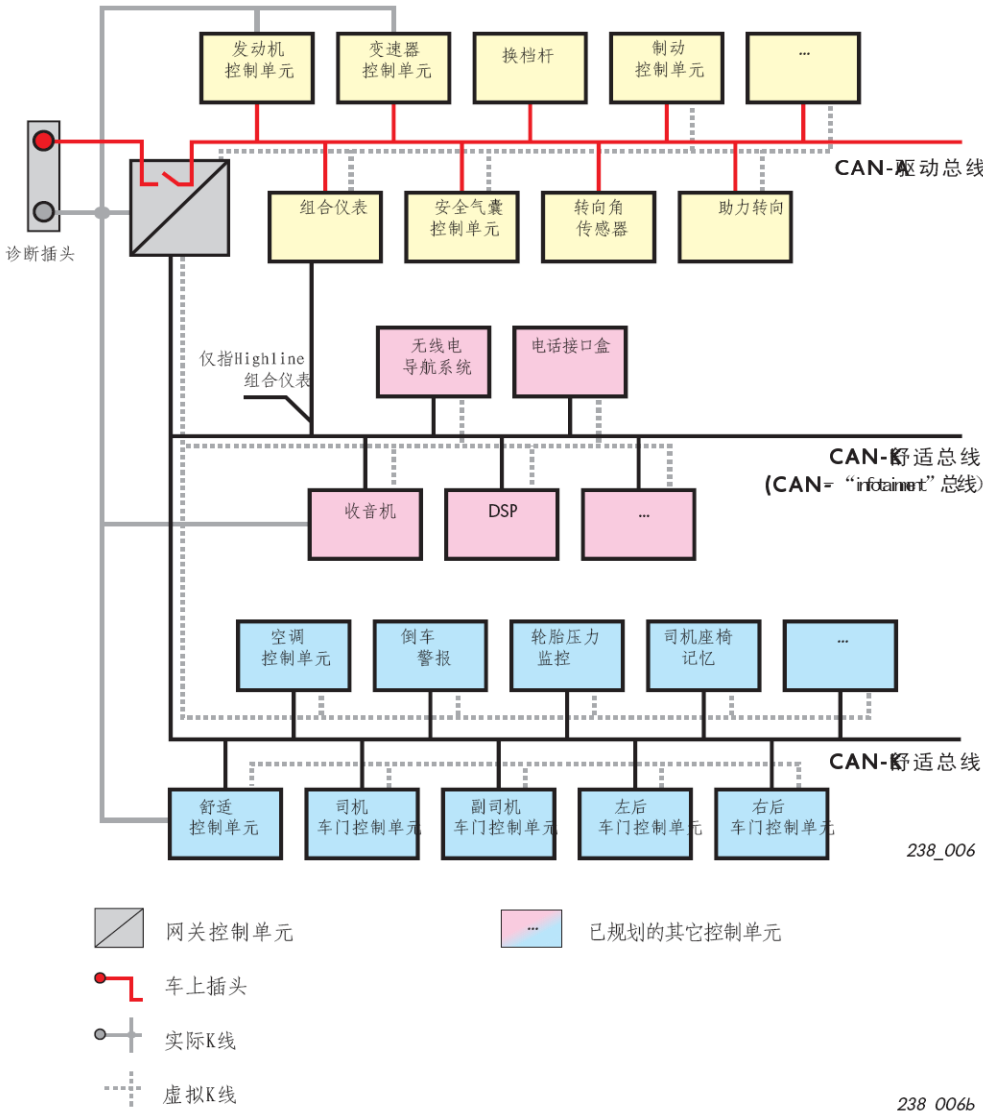 发动机
控制单元
变速器
控制单元
换档杆
制动
控制单元
...
CAN-A驱动总线
组合仪表
安全气囊
控制单元
转向角
传感器
助力转向
诊断插头
仅指Highline
组合仪表
无线电
导航系统
电话接口盒
CAN-K舒适总线
(CAN= “infotainment”总线)
收音机
DSP
...
空调
控制单元
倒车
警报
轮胎压力
监控
司机座椅
记忆
...
CAN-K舒适总线
舒适
控制单元
司机
车门控制单元
副司机
车门控制单元
左后
车门控制单元
右后
车门控制单元
238_006
网关控制单元
...
已规划的其它控制单元
车上插头
实际K线
虚拟K线
238_006b